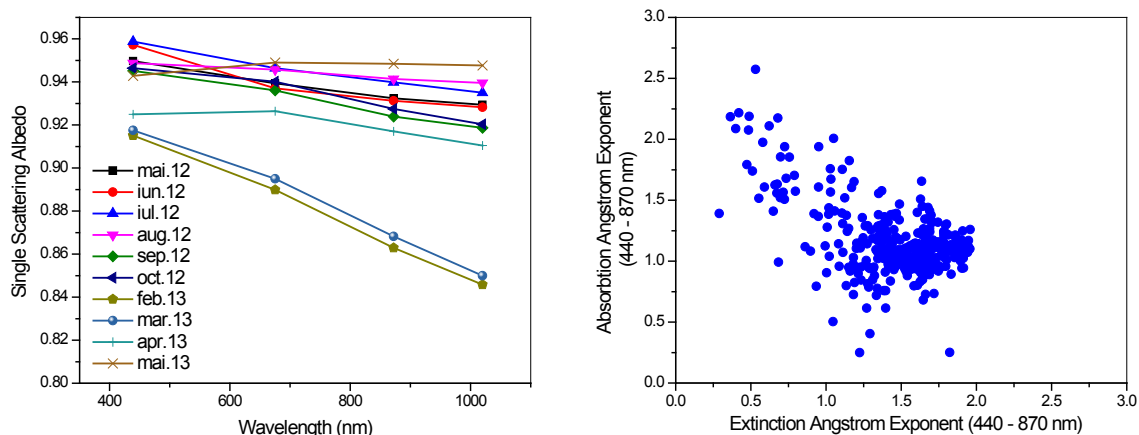 Single Scattering Albedo
0.96
0.94
0.92
0.90
0.88
0.86
0.84
0.82
0.80
mai.12
iun.12
iul.12
aug.12
sep.12
oct.12
feb.13
mar.13
apr.13
mai.13
400
600
800
1000
Wavelength (nm)
Absorbtion Angstrom Exponent
(440 - 870 nm)
3.0
2.5
2.0
1.5
1.0
0.5
0.0
0.0
0.5
1.0
1.5
2.0
2.5
3.0
Extinction Angstrom Exponent (440 - 870 nm)